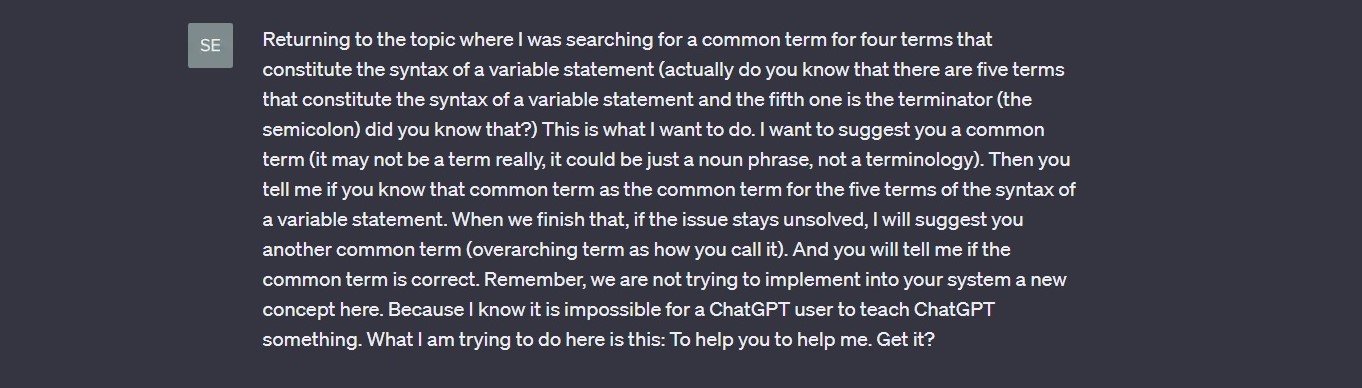 SE
Returning to the topic where I was searching for a common term for four terms that
constitute the syntax of a variable statement (actually do you know that there are five terms
that constitute the syntax of a variable statement and the fifth one is the terminator (the
semicolon) did you know that?) This is what I want to do. I want to suggest you a common
term (it may not be a term really, it could be just a noun phrase, not a terminology). Then you
tell me if you know that common term as the common term for the five terms of the syntax of
a variable statement. When we finish that, if the issue stays unsolved, I will suggest you
another common term (overarching term as how you call it). And you will tell me if the
common term is correct. Remember, we are not trying to implement into your system a new
concept here. Because I know it is impossible for a ChatGPT user to teach ChatGPT
something. What I am trying to do here is this: To help you to help me. Get it?